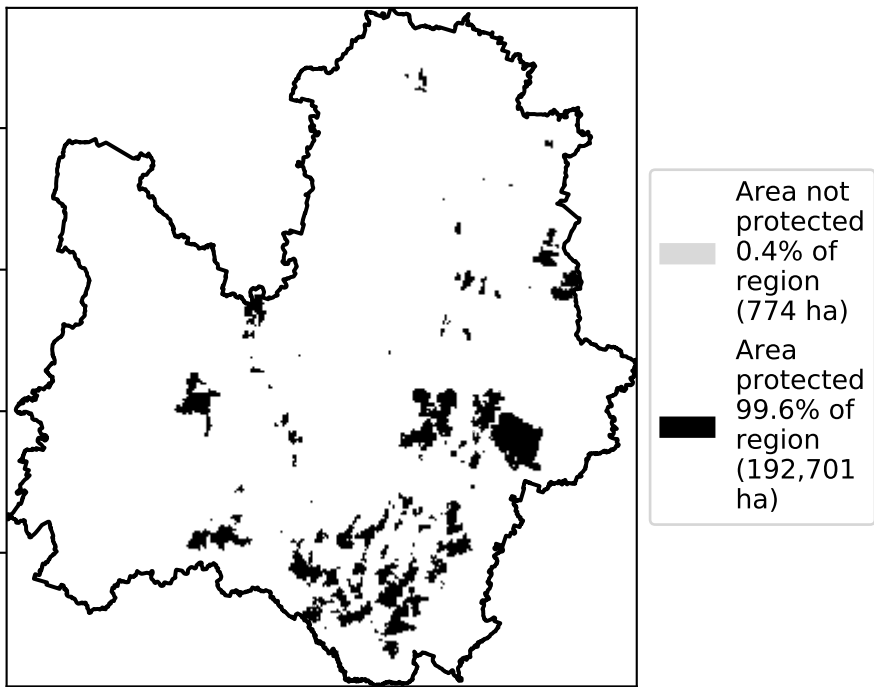 Area not
protected
0.4% of
region
(774 ha)
Area
protected
99.6% of
region
(192,701
ha)